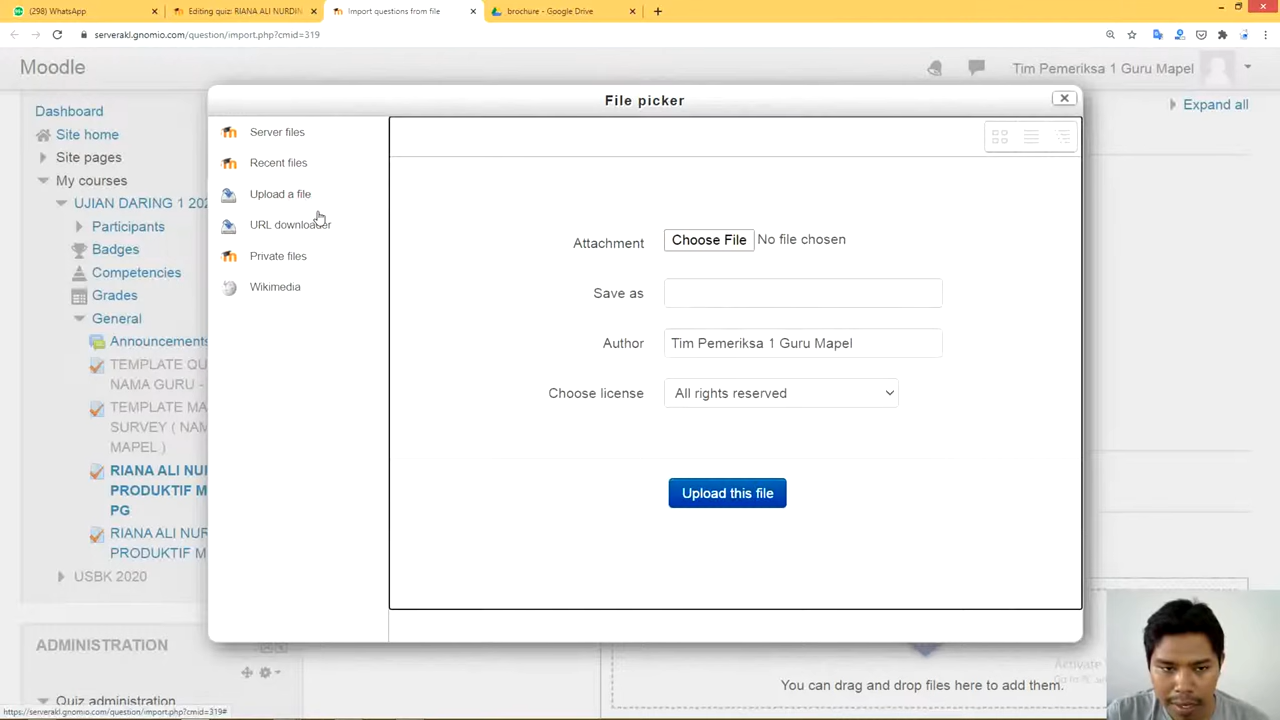 (298) WhatsApp
Editing quiz: RIANA ALI NURDIN
Import questions from file
brochure - Google Drive
serverakl.gnomio.com/question/import.php?cmid=319
Moodle
Tim Pemeriksa 1 Guru Mapel
Dashboard
Site home
Site pages
My courses
UJIAN DARING 1 202
Participants
Badges
Competencies
Grades
General
Announcements
TEMPLATE QU
NAMA GURU -
TEMPLATE MA
SURVEY ( NAM
MAPEL )
RIANA ALI NUR
PRODUKTIF M
PG
RIANA ALI NUR
PRODUKTIF M
USBK 2020
ADMINISTRATION
Quiz administration
Expand all
File picker
Server files
Recent files
Upload a file
URL downloader
Private files
Wikimedia
Attachment
Choose File No file chosen
Save as
Author
Tim Pemeriksa 1 Guru Mapel
Choose license
All rights reserved
Upload this file
You can drag and drop files here to add them.
https://serverakl.gnomio.com/question/import.php?cmid=319#